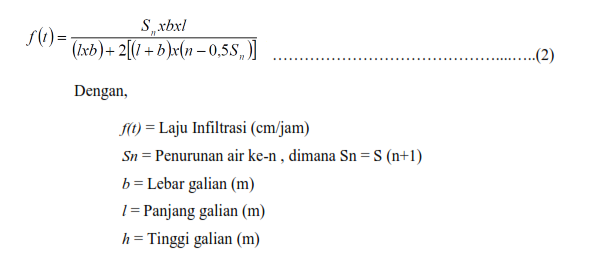 f(t) = S_n xbxl / (lxb) + 2[(l + b)x(n − 0,5S_n)] ……………………………………....…..(2)
Dengan,
f(t) = Laju Infiltrasi (cm/jam)
Sn = Penurunan air ke-n , dimana Sn = S (n+1)
b = Lebar galian (m)
l = Panjang galian (m)
h = Tinggi galian (m)